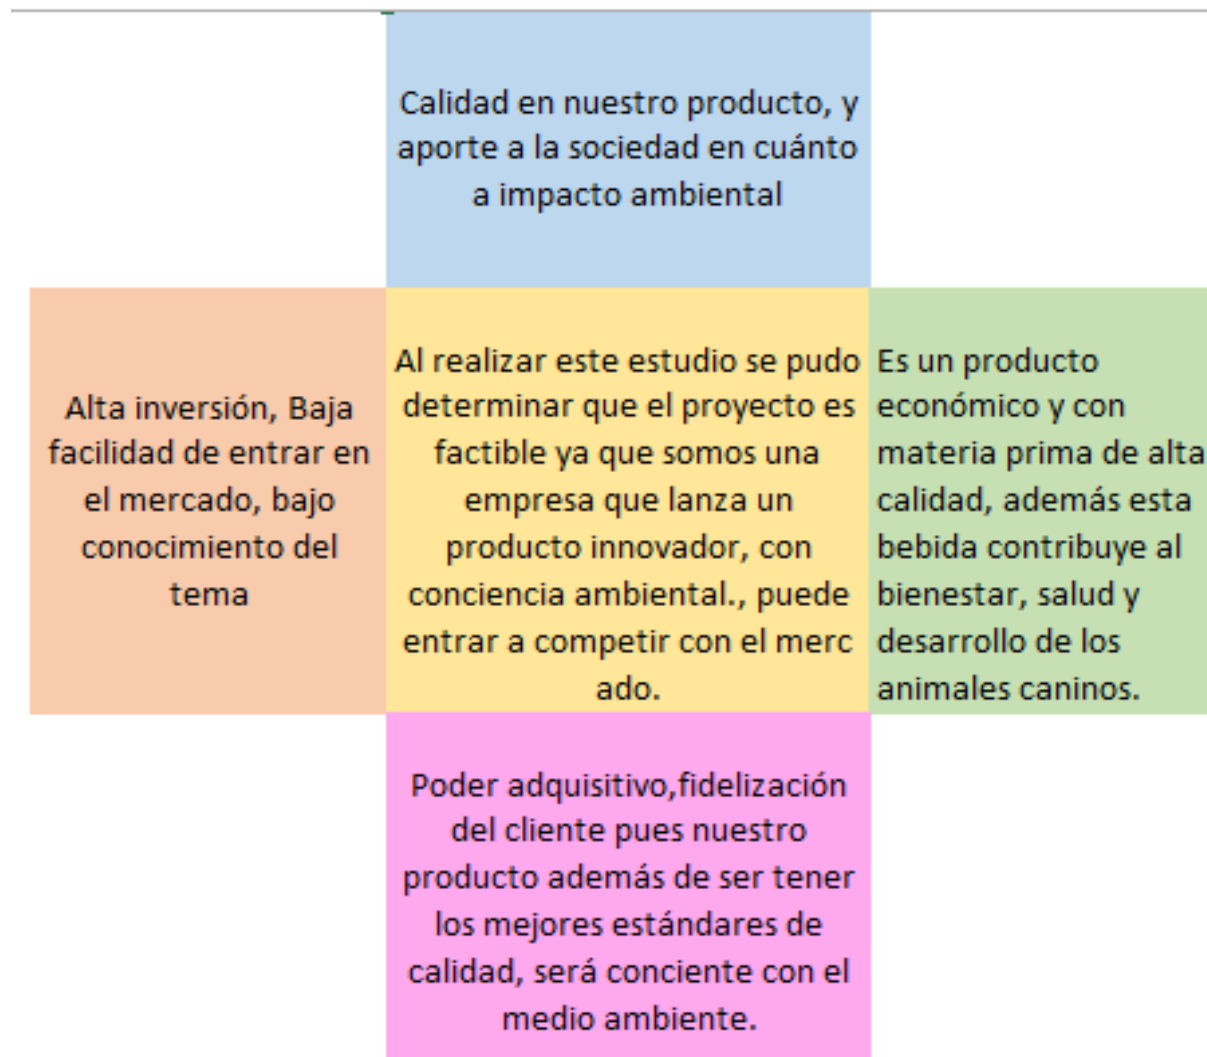 Calidad en nuestro producto, y
aporte a la sociedad en cuánto
a impacto ambiental
Alta inversión, Baja
facilidad de entrar en
el mercado, bajo
conocimiento del
tema
Al realizar este estudio se pudo
determinar que el proyecto es
factible ya que somos una
empresa que lanza un
producto innovador, con
conciencia ambiental., puede
entrar a competir con el merc
ado.
Es un producto
económico y con
materia prima de alta
calidad, además esta
bebida contribuye al
bienestar, salud y
desarrollo de los
animales caninos.
Poder adquisitivo,fidelización
del cliente pues nuestro
producto además de ser tener
los mejores estándares de
calidad, será conciente con el
medio ambiente.